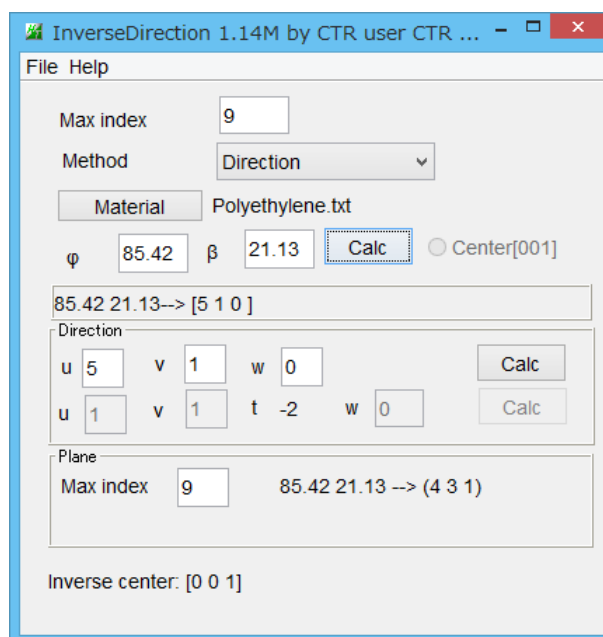 InverseDirection 1.14M by CTR user CTR ...
File Help
Max index 9
Method Direction
Material Polyethylene.txt
φ 85.42 β 21.13 Calc Center[001]
85.42 21.13--> [5 1 0 ]
Direction
u 5 v 1 w 0 Calc
u 1 v 1 t -2 w 0 Calc
Plane
Max index 9 85.42 21.13 --> (4 3 1)
Inverse center: [0 0 1]